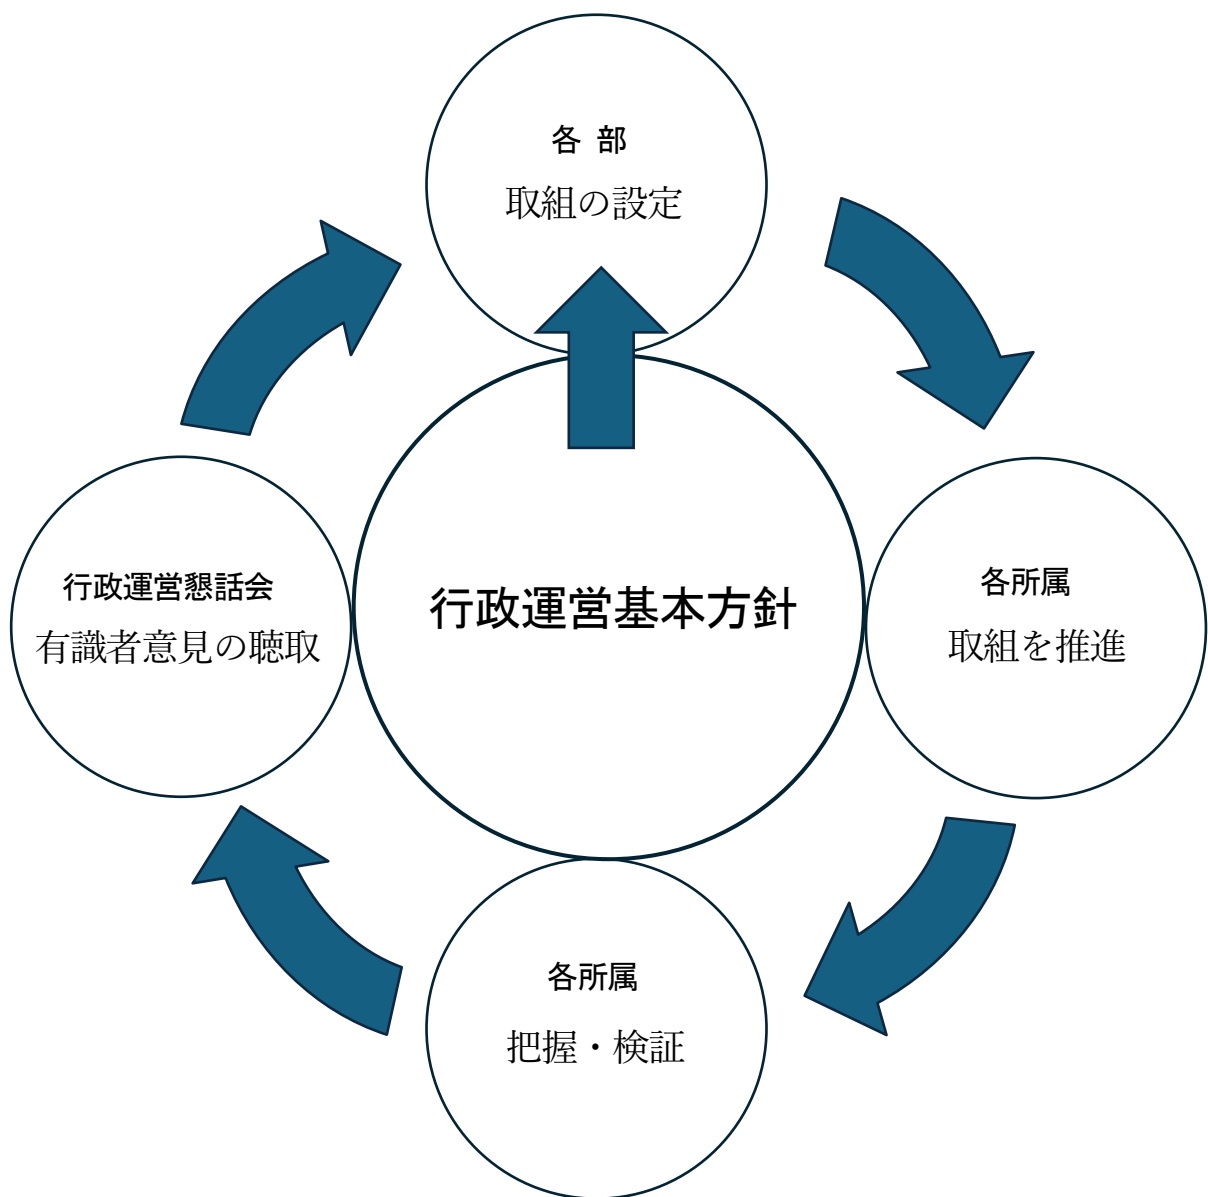 各 部
取組の設定
行政運営基本方針
各所属
取組を推進
各所属
把握・検証
行政運営懇話会
有識者意見の聴取